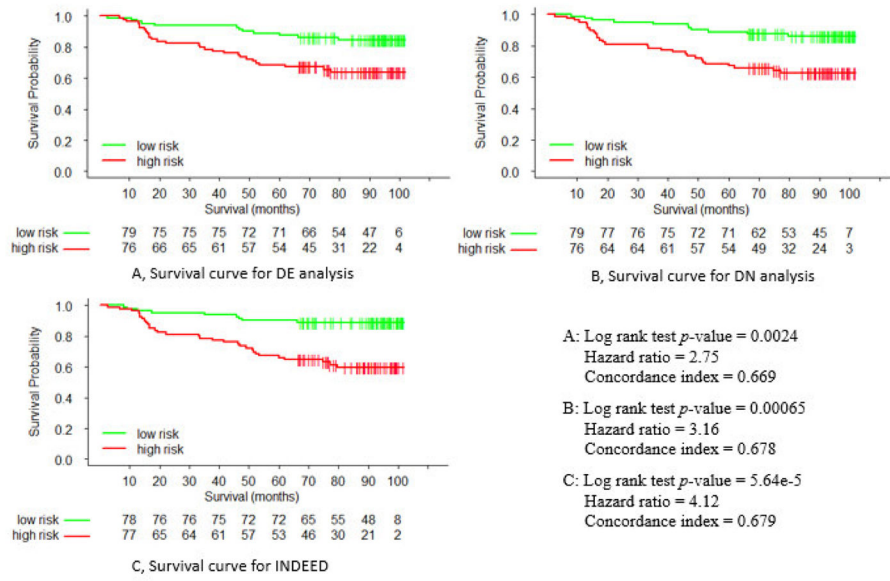 1.0
0.8
0.6
0.4
0.2
0.0
Survival Probability
low risk
high risk
10 20 30 40 50 60 70 80 90 100
Survival (months)
low risk 79 75 75 75 72 71 66 54 47 6
high risk 76 66 65 61 57 54 45 31 22 4
A, Survival curve for DE analysis
1.0
0.8
0.6
0.4
0.2
0.0
Survival Probability
low risk
high risk
10 20 30 40 50 60 70 80 90 100
Survival (months)
low risk 79 77 76 75 72 71 62 53 45 7
high risk 76 64 64 61 57 54 49 32 24 3
B, Survival curve for DN analysis
1.0
0.8
0.6
0.4
0.2
0.0
Survival Probability
low risk
high risk
10 20 30 40 50 60 70 80 90 100
Survival (months)
low risk 78 76 76 75 72 72 65 55 48 8
high risk 77 65 64 61 57 53 46 30 21 2
C, Survival curve for INDEED
A: Log rank test p-value = 0.0024
Hazard ratio = 2.75
Concordance index = 0.669
B: Log rank test p-value = 0.00065
Hazard ratio = 3.16
Concordance index = 0.678
C: Log rank test p-value = 5.64e-5
Hazard ratio = 4.12
Concordance index = 0.679